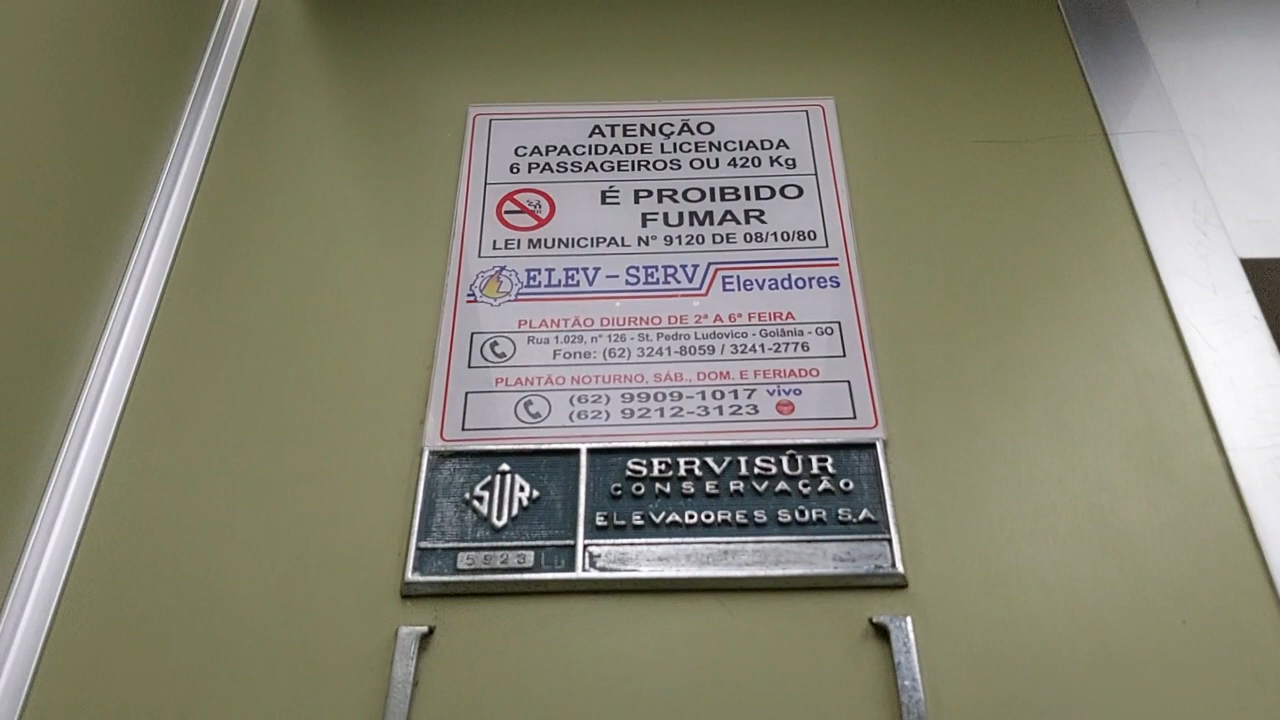 ATENÇÃO
CAPACIDADE LICENCIADA
6 PASSAGEIROS OU 420 Kg
É PROIBIDO
FUMAR
LEI MUNICIPAL N° 9120 DE 08/10/80
ELEV-SERV Elevadores
PLANTÃO DIURNO DE 2ª A 6ª FEIRA
Rua 1.029, n° 126 - St. Pedro Ludovico - Goiânia - GO
Fone: (62) 3241-8059 / 3241-2776
PLANTÃO NOTURNO, SÁB., DOM. E FERIADO
(62) 9909-1017 vivo
(62) 9212-3123
SÛR
SERVISÛR
CONSERVAÇÃO
ELEVADORES SÛR S.A
5923